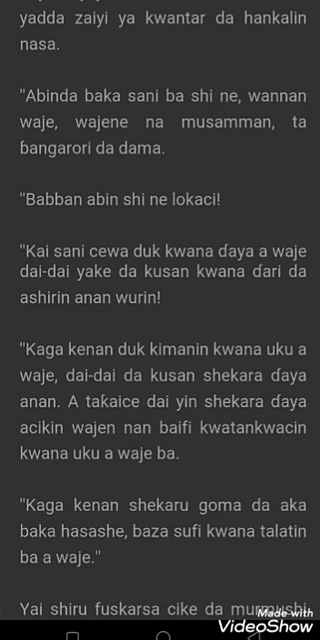 yadda zaiyi ya kwantar da hankalin
nasa.
"Abinda baka sani ba shi ne, wannan
waje, wajene na musamman, ta
ɓangarori da dama.
"Babban abin shi ne lokaci!
"Kai sani cewa duk kwana ɗaya a waje
dai-dai yake da kusan kwana ɗari da
ashirin anan wurin!
"Kaga kenan duk kimanin kwana uku a
waje, dai-dai da kusan shekara ɗaya
anan. A taƙaice dai yin shekara ɗaya
acikin wajen nan baifi kwatankwacin
kwana uku a waje ba.
"Kaga kenan shekaru goma da aka
baka hasashe, baza sufi kwana talatin
ba a waje."
Yai shiru fuskarsa cike da murmushi
Made with
VideoShow